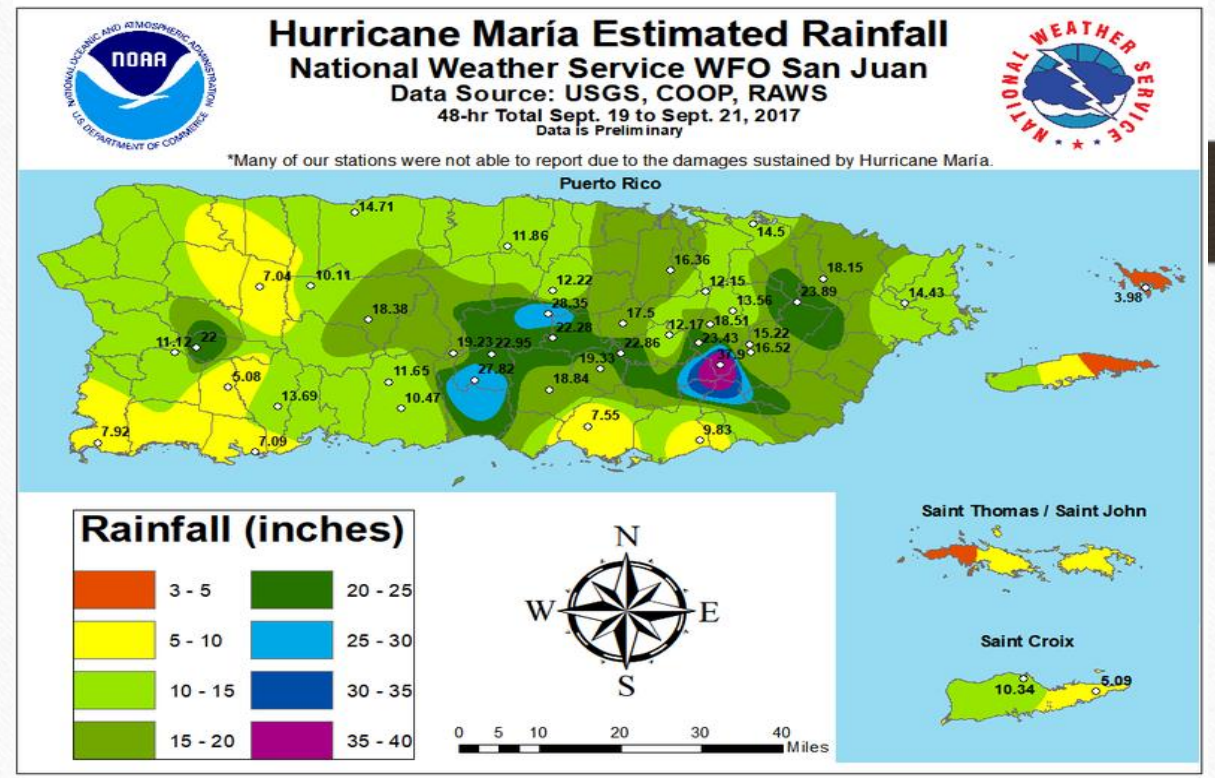 Hurricane María Estimated Rainfall
National Weather Service WFO San Juan
Data Source: USGS, COOP, RAWS
48-hr Total Sept. 19 to Sept. 21, 2017
Data is Preliminary
NATIONAL OCEANIC AND ATMOSPHERIC ADMINISTRATION
NOAA
U.S. DEPARTMENT OF COMMERCE
NATIONAL WEATHER SERVICE
*Many of our stations were not able to report due to the damages sustained by Hurricane María.
Puerto Rico
14.71
11.86
14.5
16.36
7.04
10.11
12.22
12.15
18.15
23.89
14.43
3.98
28.35
13.56
18.38
17.5
12.17
18.51
22.28
11.12
22
19.23
22.95
22.86
23.43
15.22
16.52
37.9
19.33
5.08
11.65
27.82
18.84
13.69
10.47
7.55
9.83
7.92
7.09
Rainfall (inches)
3 - 5
20 - 25
5 - 10
25 - 30
10 - 15
30 - 35
15 - 20
35 - 40
N
W
E
S
0 5 10 20 30 40
Miles
Saint Thomas / Saint John
Saint Croix
10.34
5.09